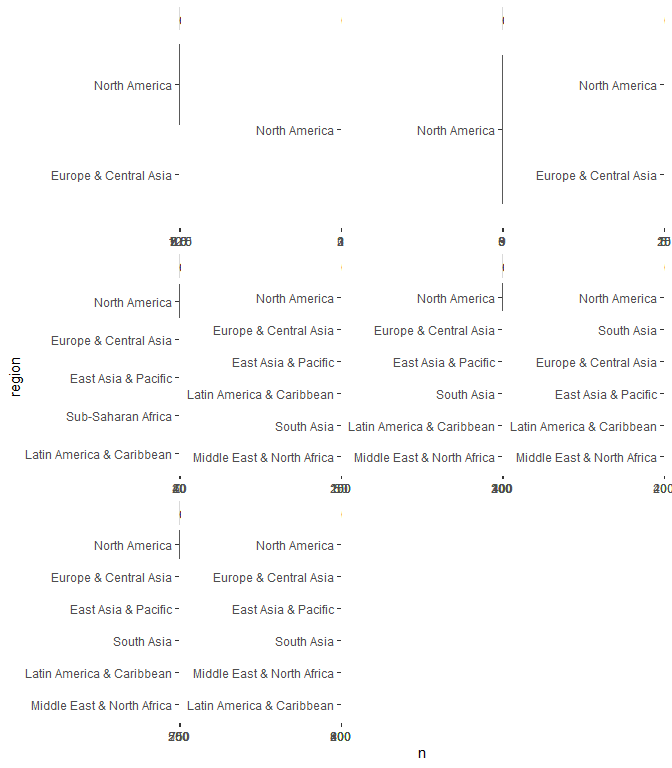 North America
Europe & Central Asia
North America
North America
North America
Europe & Central Asia
region
North America
Europe & Central Asia
East Asia & Pacific
Sub-Saharan Africa
Latin America & Caribbean
North America
Europe & Central Asia
East Asia & Pacific
Latin America & Caribbean
South Asia
Middle East & North Africa
North America
Europe & Central Asia
East Asia & Pacific
South Asia
Latin America & Caribbean
Middle East & North Africa
North America
South Asia
Europe & Central Asia
East Asia & Pacific
Latin America & Caribbean
Middle East & North Africa
North America
Europe & Central Asia
East Asia & Pacific
South Asia
Latin America & Caribbean
Middle East & North Africa
North America
Europe & Central Asia
East Asia & Pacific
South Asia
Middle East & North Africa
Latin America & Caribbean
n